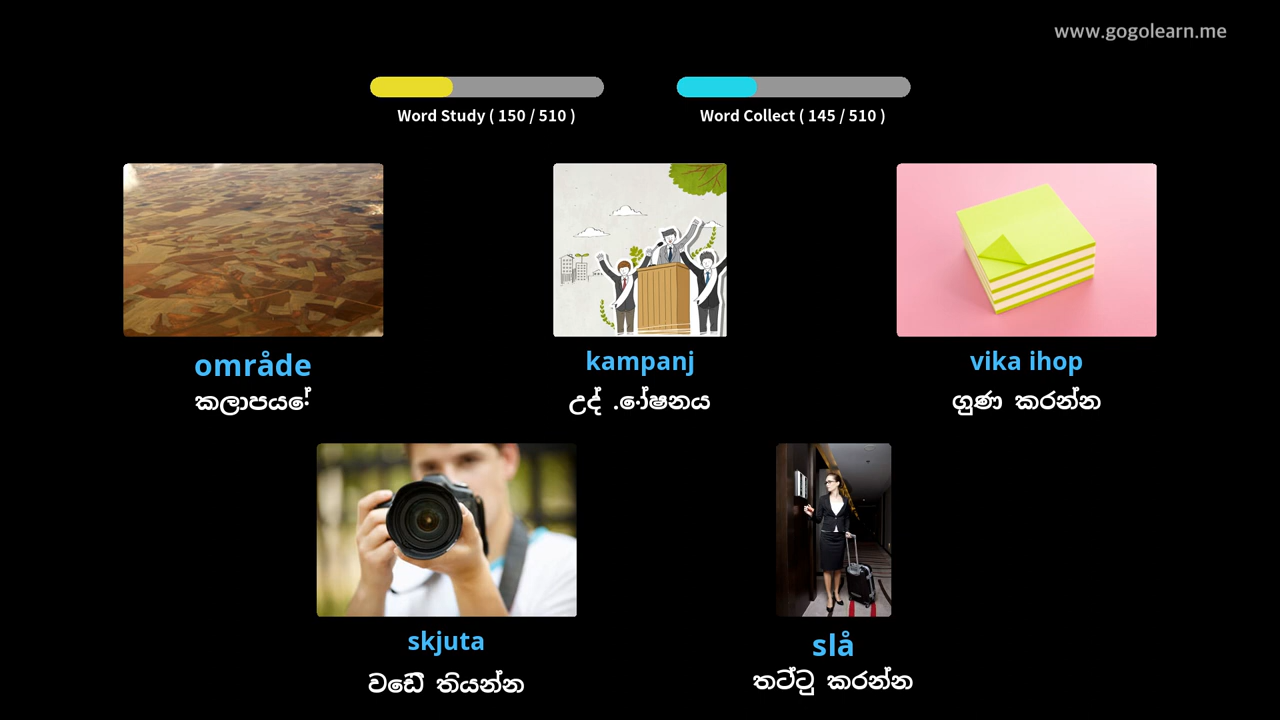 www.gogolearn.me
Word Study ( 150 / 510 )
Word Collect ( 145 / 510 )
område
කලාපයේ
kampanj
උද් .ෝෂනය
vika ihop
ගුණ කරන්න
skjuta
වෙඩි තියන්න
slå
තට්ටු කරන්න